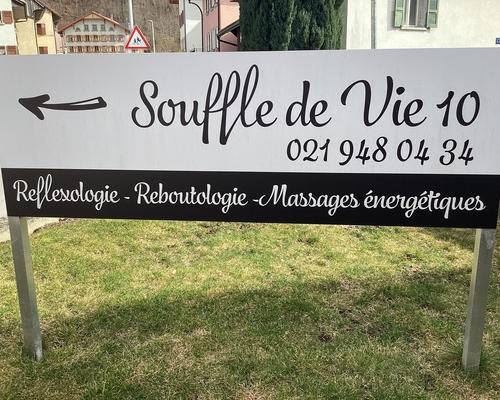 Souffle de Vie 10
021 948 04 34
Reflexologie - Reboutologie - Massages énergétiques